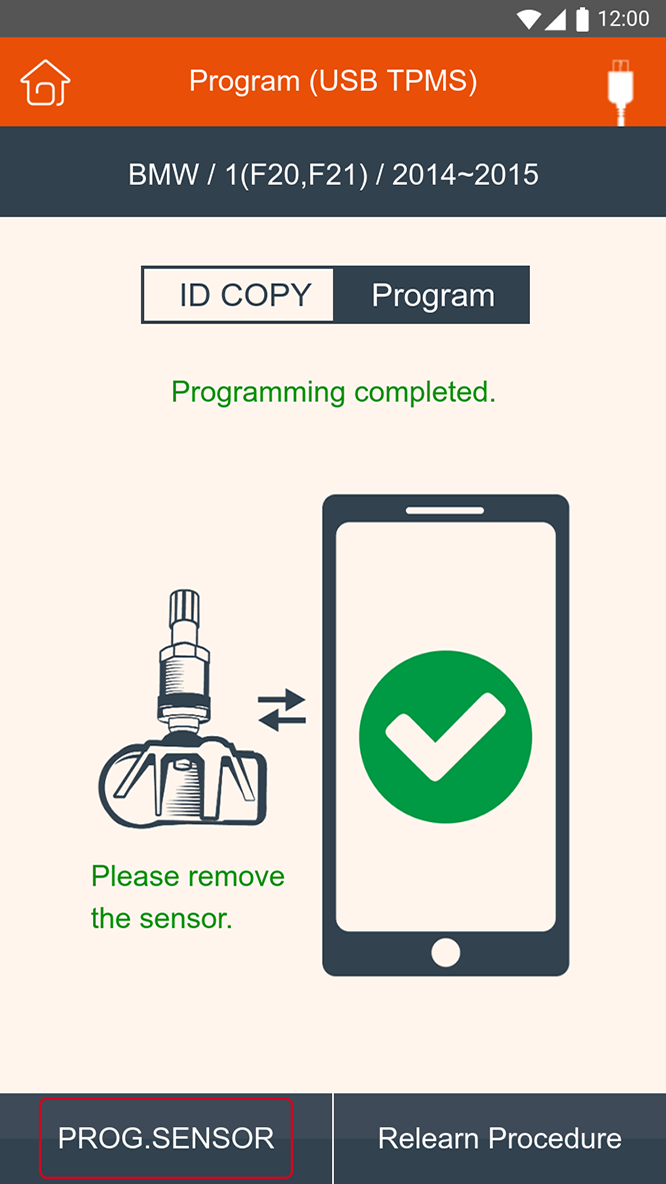 12:00
Program (USB TPMS)
BMW / 1(F20,F21) / 2014~2015
ID COPY Program
Programming completed.
Please remove
the sensor.
PROG.SENSOR Relearn Procedure